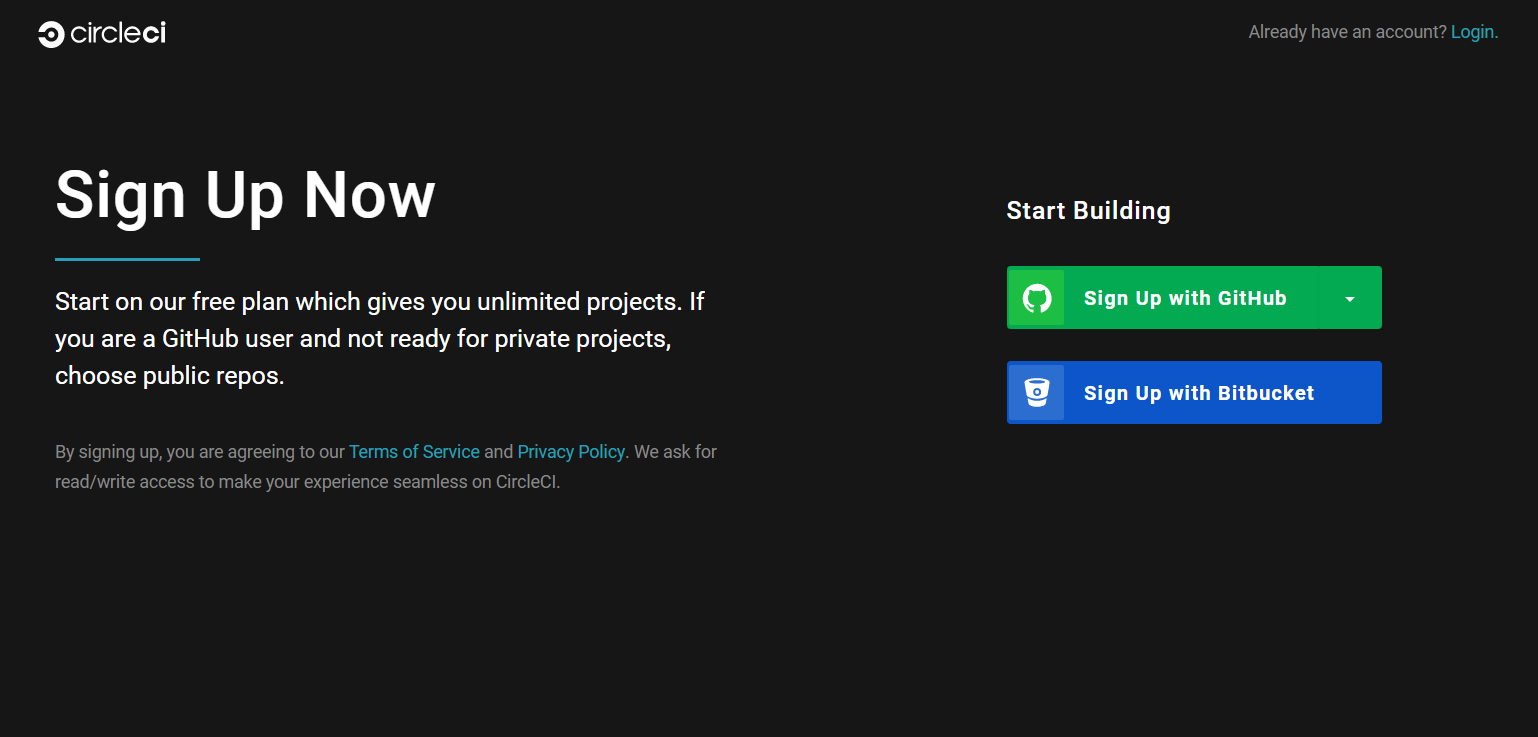 circleci
Already have an account? Login.
Sign Up Now
Start on our free plan which gives you unlimited projects. If
you are a GitHub user and not ready for private projects,
choose public repos.
By signing up, you are agreeing to our Terms of Service and Privacy Policy. We ask for
read/write access to make your experience seamless on CircleCI.
Start Building
Sign Up with GitHub
Sign Up with Bitbucket